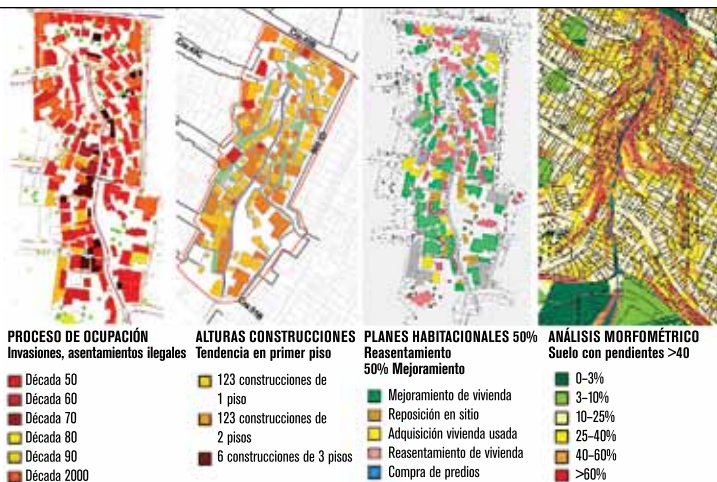 PROCESO DE OCUPACIÓN
Invasiones, asentamientos ilegales
Década 50
Década 60
Década 70
Década 80
Década 90
Década 2000
ALTURAS CONSTRUCCIONES
Tendencia en primer piso
123 construcciones de
1 piso
123 construcciones de
2 pisos
6 construcciones de 3 pisos
PLANES HABITACIONALES 50%
Reasentamiento
50% Mejoramiento
Mejoramiento de vivienda
Reposición en sitio
Adquisición vivienda usada
Reasentamiento de vivienda
Compra de predios
ANÁLISIS MORFOMÉTRICO
Suelo con pendientes >40
0–3%
3–10%
10–25%
25–40%
40–60%
>60%